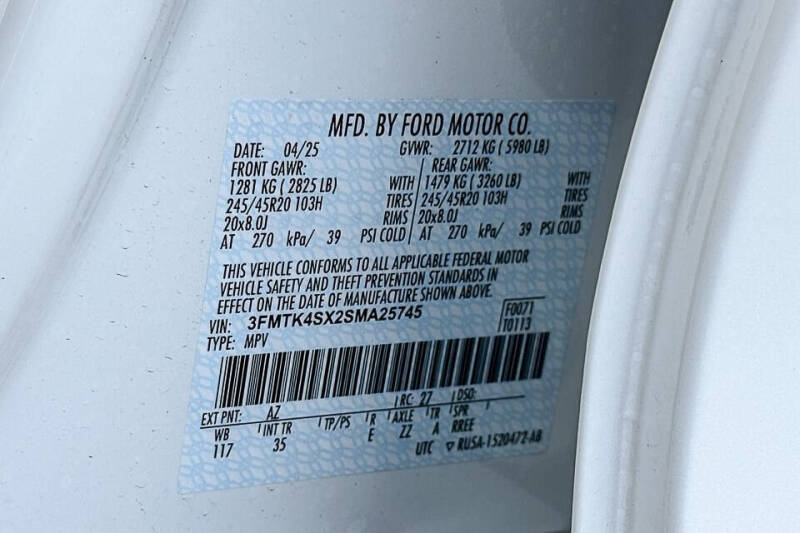 MFD. BY FORD MOTOR CO.
DATE: 04/25 GVWR: 2712 KG ( 5980 LB)
FRONT GAWR: REAR GAWR:
1281 KG ( 2825 LB) WITH 1479 KG ( 3260 LB) WITH
245/45R20 103H TIRES 245/45R20 103H TIRES
20x8.0J RIMS 20x8.0J RIMS
AT 270 kPa/ 39 PSI COLD AT 270 kPa/ 39 PSI COLD
THIS VEHICLE CONFORMS TO ALL APPLICABLE FEDERAL MOTOR
VEHICLE SAFETY AND THEFT PREVENTION STANDARDS IN
EFFECT ON THE DATE OF MANUFACTURE SHOWN ABOVE.
VIN: 3FMTK4SX2SMA25745 F0071
TYPE: MPV T0113
EXT PNT: AZ RC: 27 DSO:
WB INT TR TP/PS R AXLE TR SPR
117 35 E ZZ A RREE
UTC ▽ RUSA-1520472-AB